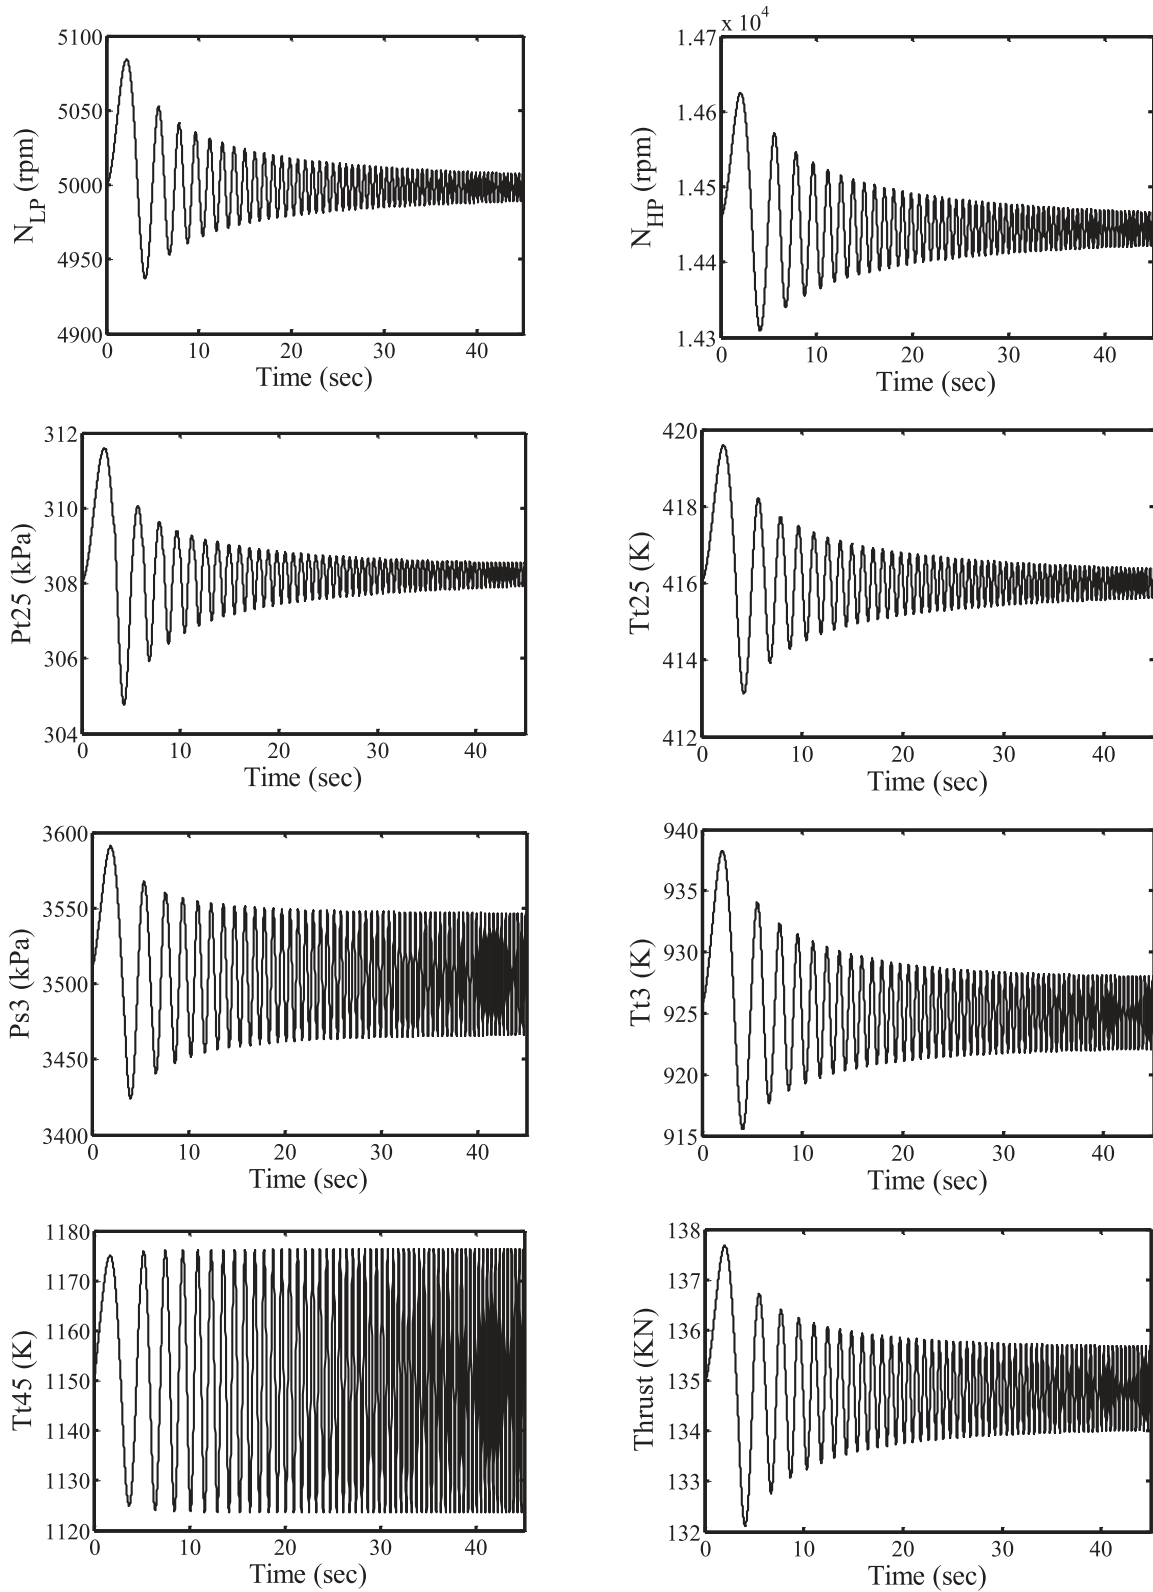 5100
5050
5000
4950
4900
N_LP (rpm)
0 10 20 30 40
Time (sec)
x 10^4
1.47
1.46
1.45
1.44
1.43
N_HP (rpm)
0 10 20 30 40
Time (sec)
312
310
308
306
304
Pt25 (kPa)
0 10 20 30 40
Time (sec)
420
418
416
414
412
Tt25 (K)
0 10 20 30 40
Time (sec)
3600
3550
3500
3450
3400
Ps3 (kPa)
0 10 20 30 40
Time (sec)
940
935
930
925
920
915
Tt3 (K)
0 10 20 30 40
Time (sec)
1180
1170
1160
1150
1140
1130
1120
Tt45 (K)
0 10 20 30 40
Time (sec)
138
137
136
135
134
133
132
Thrust (KN)
0 10 20 30 40
Time (sec)